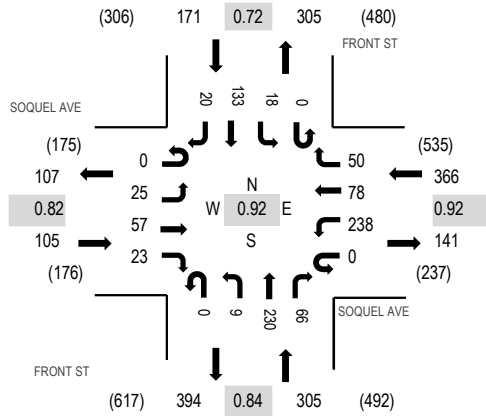 (306) 171 0.72 305 (480)
FRONT ST
20 133 18 0
SOQUEL AVE
(175) 0 50 (535)
107 25 N 78 366
0.82 W 0.92 E 0.92
105 57 S 238 141
(176) 23 0 (237)
0 9 230 66
SOQUEL AVE
FRONT ST
(617) 394 0.84 305 (492)